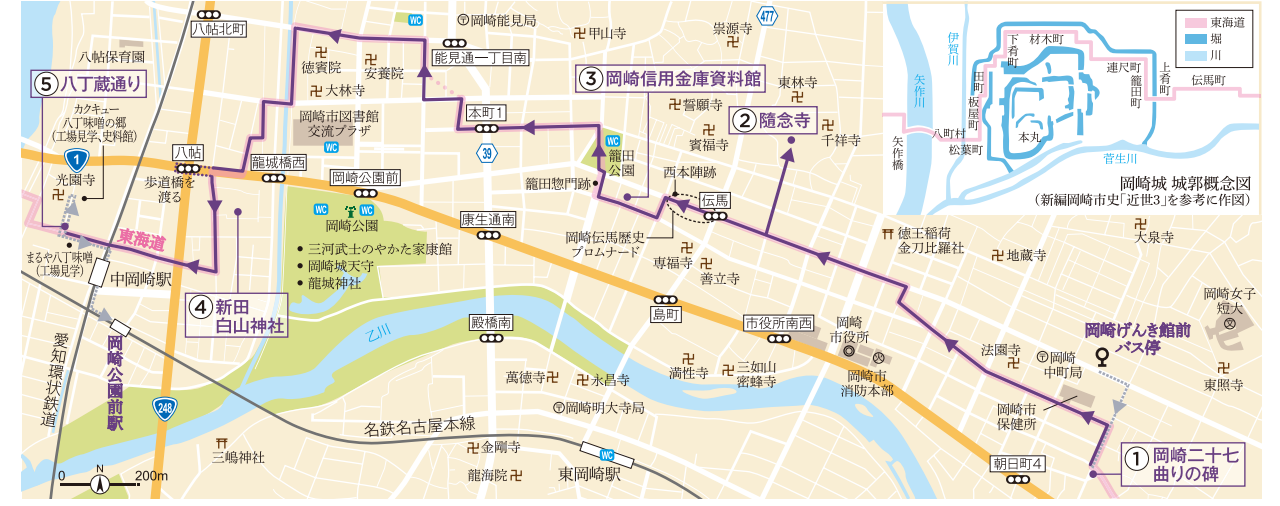 八帖北町
WC
岡崎能見局
477
八帖保育園
徳賓院
安養院
能見通一丁目南
甲山寺
崇源寺
⑤八丁蔵通り
カクキュー
八丁味噌の郷
(工場見学、史料館)
大林寺
岡崎市図書館
交流プラザ
WC
本町1
③岡崎信用金庫資料館
東林寺
誓願寺
②隨念寺
賓福寺
千祥寺
1
光園寺
八帖
歩道橋を
渡る
龍城橋西
岡崎公園前
39
WC
籠田
公園
籠田惣門跡
西本陣跡
伝馬
WC
WC
岡崎公園
康生通南
岡崎伝馬歴史
プロムナード
専福寺
善立寺
徳王稲荷
金刀比羅社
地蔵寺
大泉寺
東海道
まるや八丁味噌
(工場見学)
中岡崎駅
● 三河武士のやかた家康館
● 岡崎城天守
● 龍城神社
④新田
白山神社
愛知環状鉄道
岡崎公園前駅
乙川
殿橋南
島町
市役所南西
岡崎
市役所
岡崎市
消防本部
岡崎女子
短大
岡崎げんき館前
バス停
法園寺
岡崎
中町局
東照寺
岡崎市
保健所
満性寺
三如山
蜜蜂寺
萬徳寺
永昌寺
岡崎明大寺局
248
三嶋神社
名鉄名古屋本線
金剛寺
龍海院
WC
東岡崎駅
朝日町4
①岡崎二十七
曲りの碑
0
N
200m
東海道
堀
川
伊賀川
矢作川
下肴町
材木町
田町
板屋町
連尺町
籠田町
上肴町
伝馬町
八町村
松葉町
本丸
矢作橋
菅生川
岡崎城 城郭概念図
(新編岡崎市史「近世3」を参考に作図)